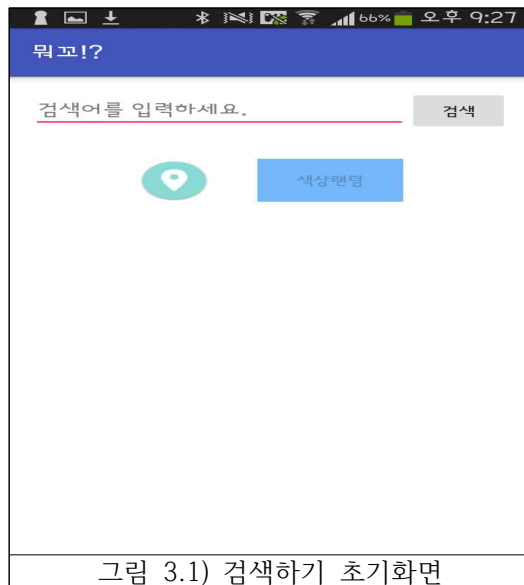 66% 오후 9:27
뭐꼬!?
검색어를 입력하세요.
검색
색상랜덤
그림 3.1) 검색하기 초기화면